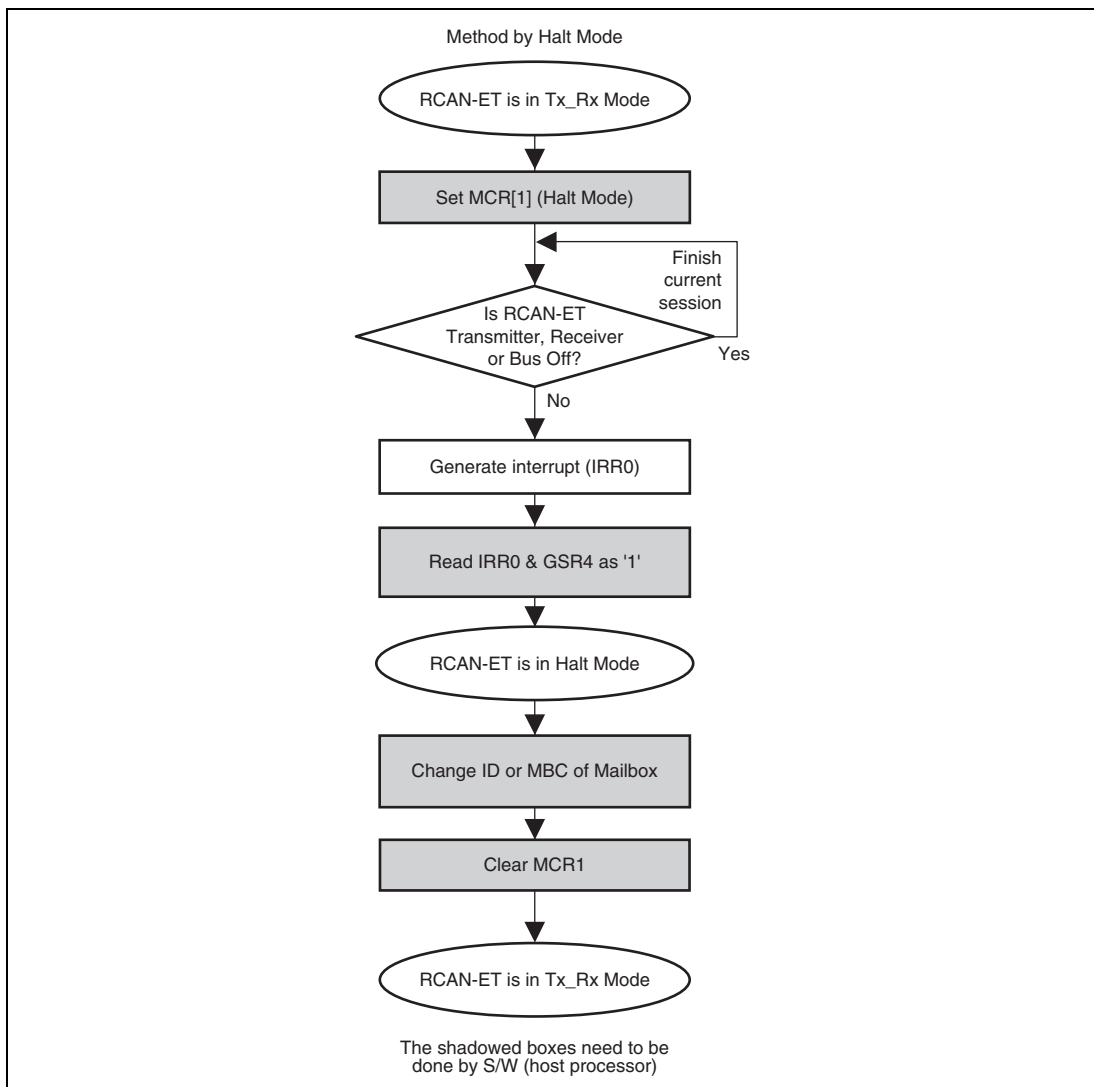 Method by Halt Mode
RCAN-ET is in Tx_Rx Mode
Set MCR[1] (Halt Mode)
Finish
current
session
Is RCAN-ET
Transmitter, Receiver
or Bus Off?
Yes
No
Generate interrupt (IRR0)
Read IRR0 & GSR4 as '1'
RCAN-ET is in Halt Mode
Change ID or MBC of Mailbox
Clear MCR1
RCAN-ET is in Tx_Rx Mode
The shadowed boxes need to be
done by S/W (host processor)